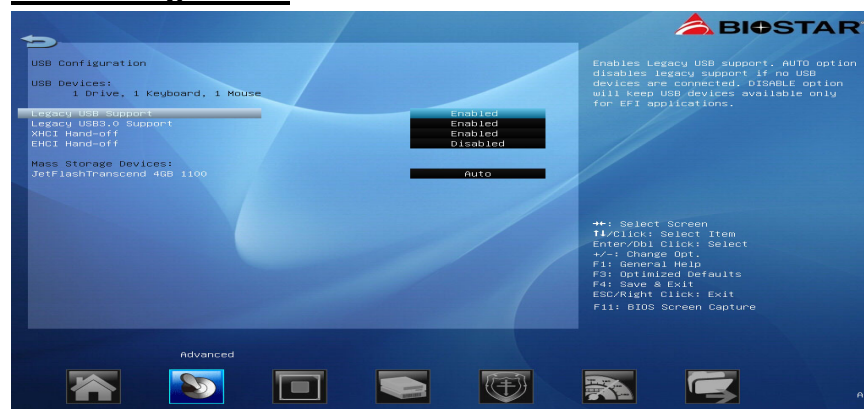 BIOSTAR
USB Configuration
USB Devices:
1 Drive, 1 Keyboard, 1 Mouse
Legacy USB Support Enabled
Legacy USB3.0 Support Enabled
XHCI Hand-off Enabled
EHCI Hand-off Disabled
Mass Storage Devices:
JetFlashTranscend 4GB 1100 Auto
Enables Legacy USB support. AUTO option
disables legacy support if no USB
devices are connected. DISABLE option
will keep USB devices available only
for EFI applications.
→←: Select Screen
↑↓/Click: Select Item
Enter/Dbl Click: Select
+/-: Change Opt.
F1: General Help
F3: Optimized Defaults
F4: Save & Exit
ESC/Right Click: Exit
F11: BIOS Screen Capture
Advanced